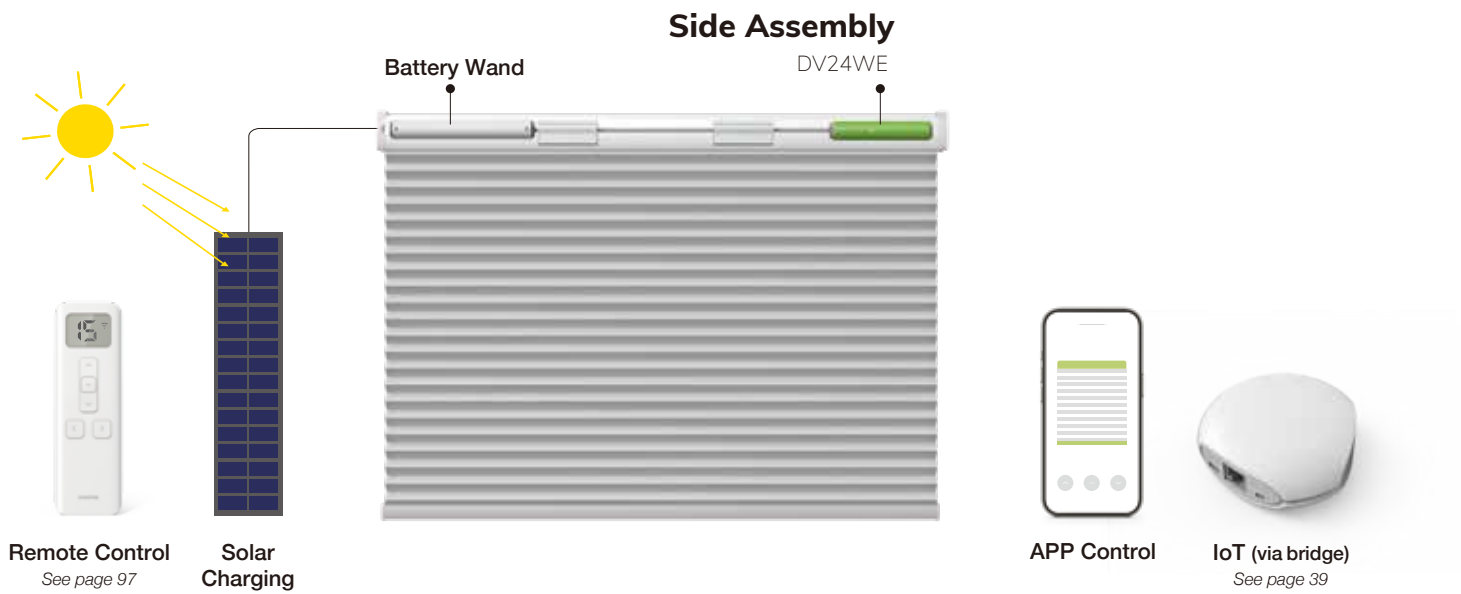 Side Assembly
DV24WE
Battery Wand
15
Remote Control
See page 97
Solar
Charging
APP Control
IoT (via bridge)
See page 39